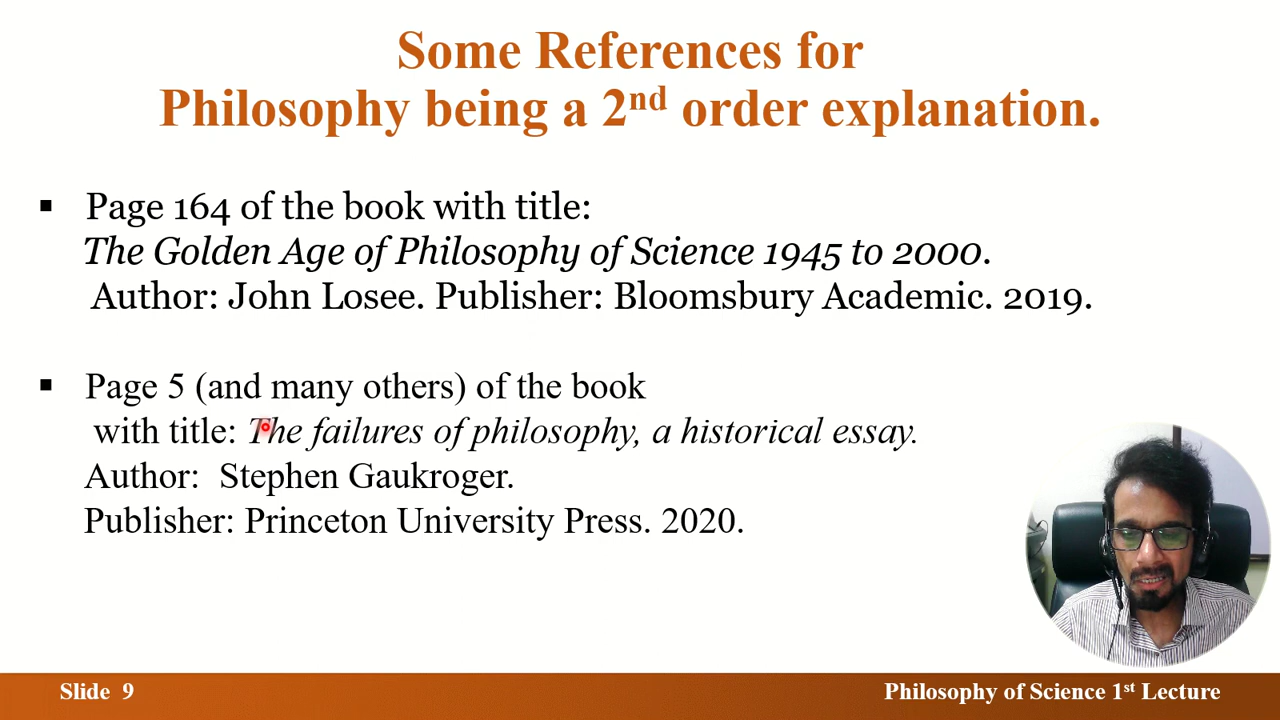 Some References for
Philosophy being a 2nd order explanation.
▪ Page 164 of the book with title:
The Golden Age of Philosophy of Science 1945 to 2000.
Author: John Losee. Publisher: Bloomsbury Academic. 2019.
▪ Page 5 (and many others) of the book
with title: The failures of philosophy, a historical essay.
Author: Stephen Gaukroger.
Publisher: Princeton University Press. 2020.
Slide 9
Philosophy of Science 1st Lecture